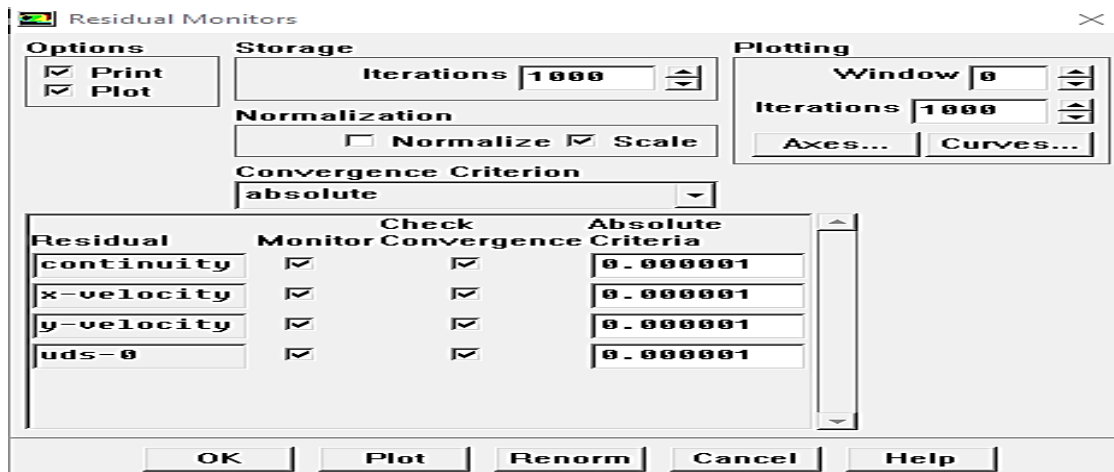 Residual Monitors
Options
Print
Plot
Storage
Iterations 1000
Normalization
Normalize Scale
Convergence Criterion
absolute
Plotting
Window 0
Iterations 1000
Axes... Curves...
Residual Monitor Check Convergence Absolute Criteria
continuity 0.000001
x-velocity 0.000001
y-velocity 0.000001
uds-0 0.000001
OK Plot Renorm Cancel Help